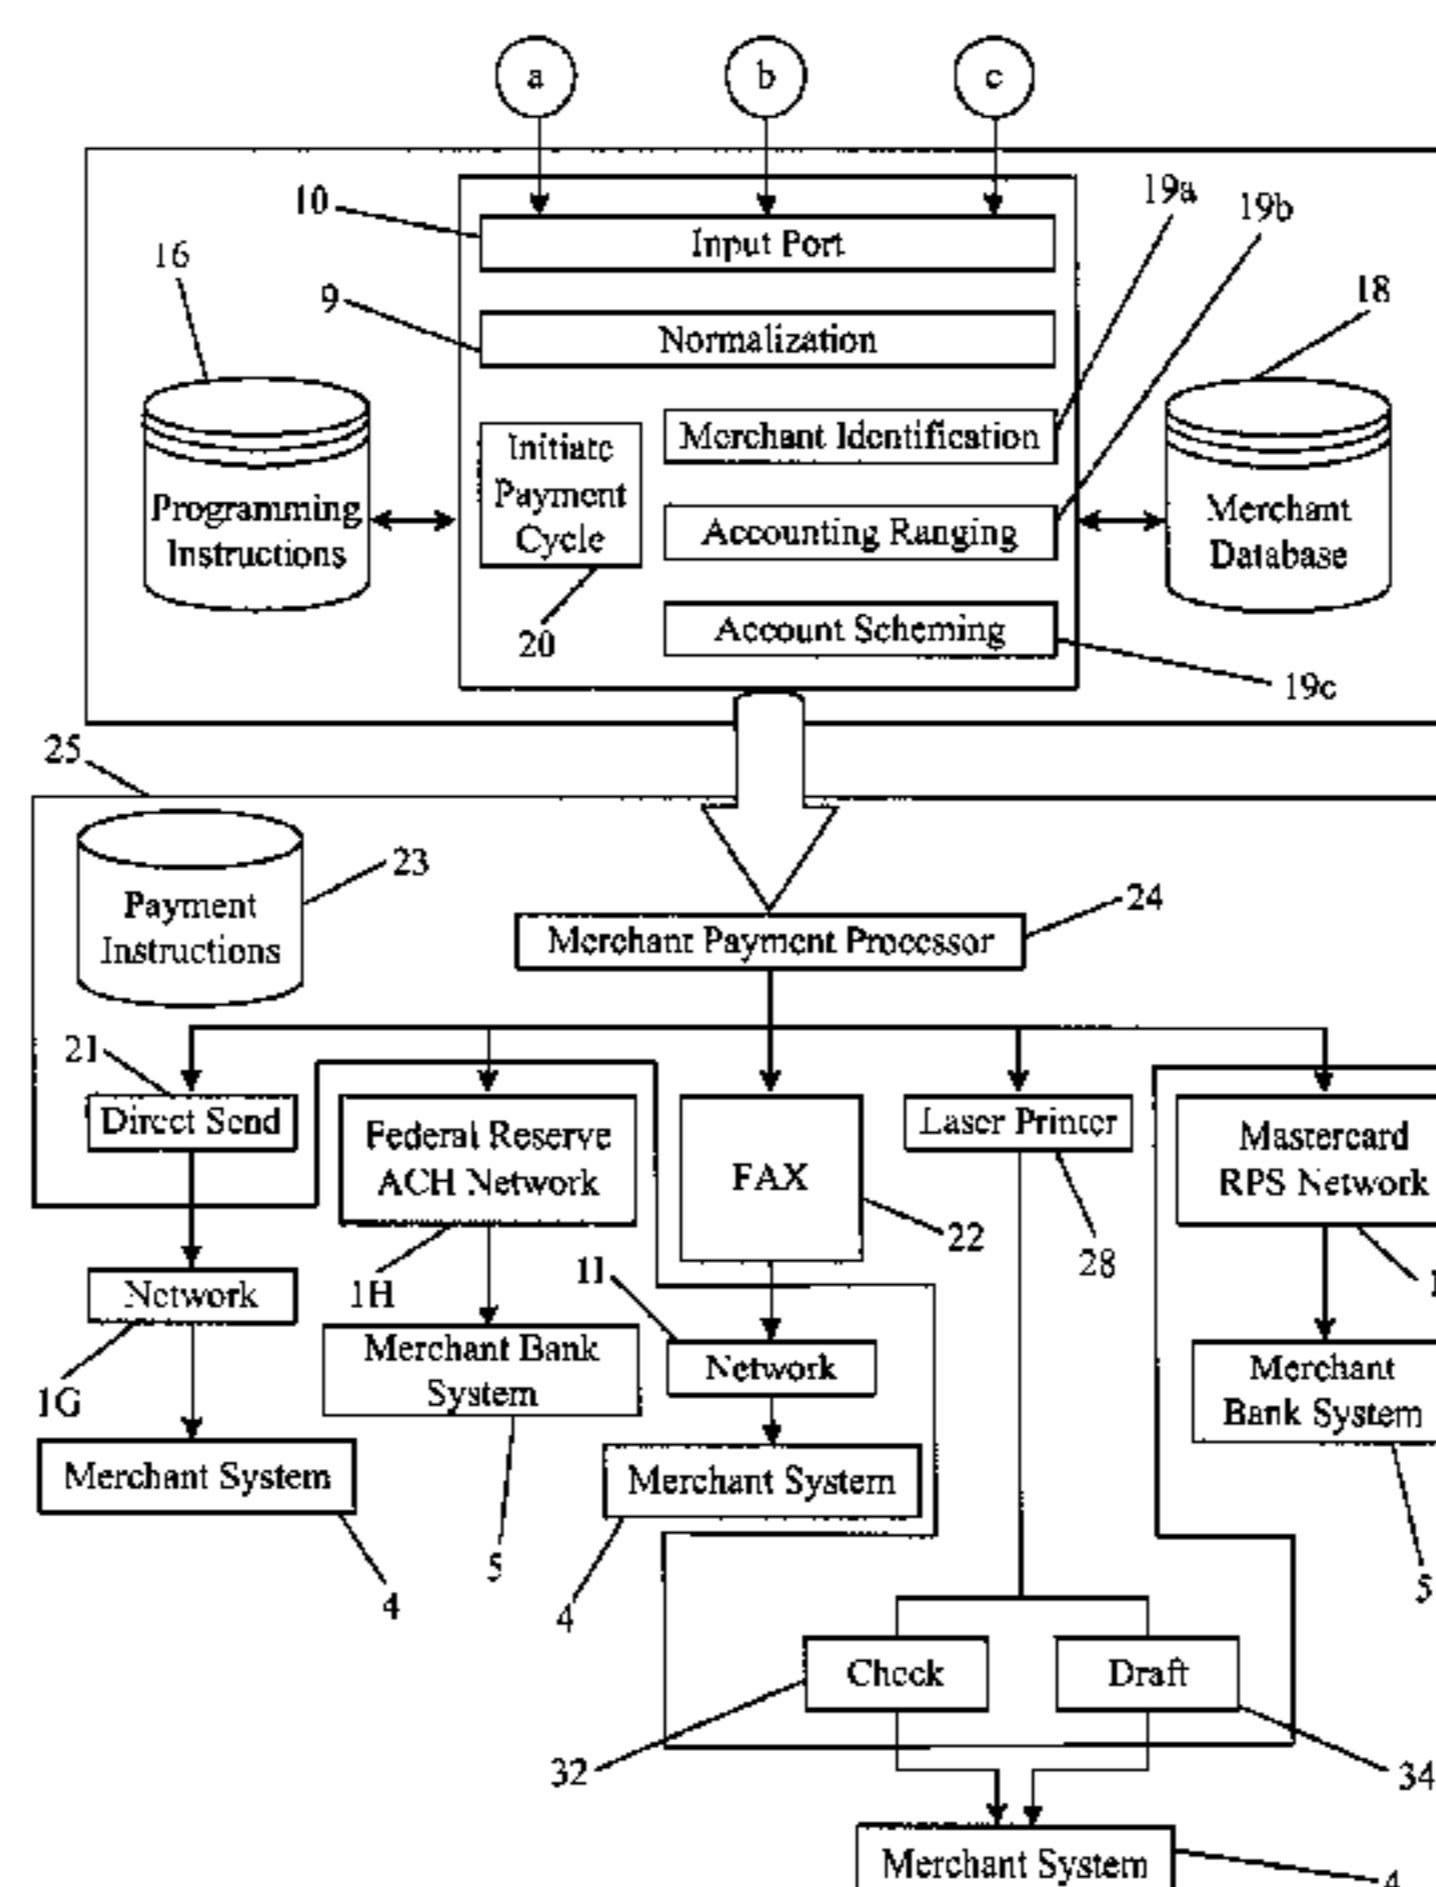 a
b
c
10
19a
19b
16
Input Port
9
18
Normalization
Initiate
Payment
Cycle
Merchant Identification
Programming
Instructions
Accounting Ranging
Merchant
Database
20
Account Scheming
19c
25
23
Payment
Instructions
24
Merchant Payment Processor
21
Direct Send
Federal Reserve
ACH Network
FAX
Laser Printer
Mastercard
RPS Network
22
28
1H
1I
Network
1G
Merchant Bank
System
Network
Merchant
Bank System
Merchant System
Merchant System
4
5
4
5
Check
Draft
32
34
Merchant System
4